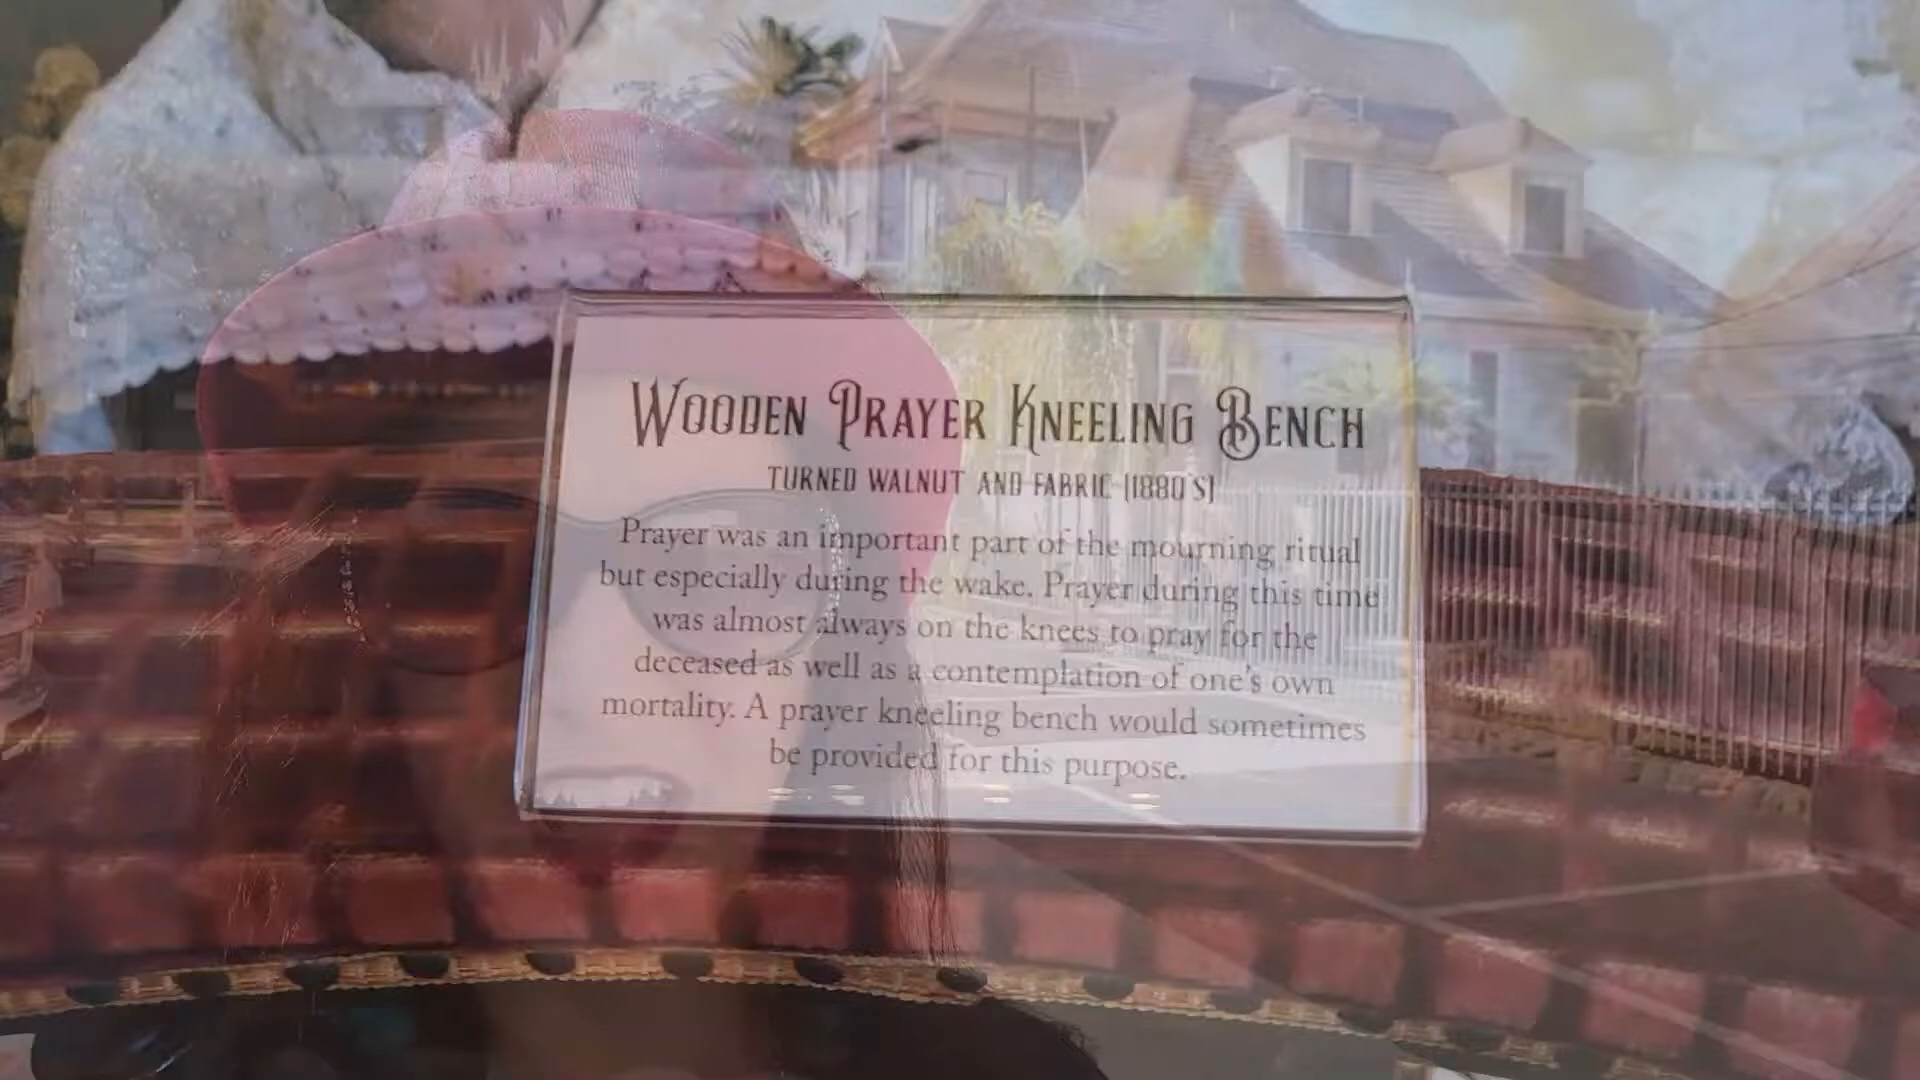 WOODEN PRAYER KNEELING BENCH
TURNED WALNUT AND FABRIC (1880'S)
Prayer was an important part of the mourning ritual
but especially during the wake. Prayer during this time
was almost always on the knees to pray for the
deceased as well as a contemplation of one's own
mortality. A prayer kneeling bench would sometimes
be provided for this purpose.